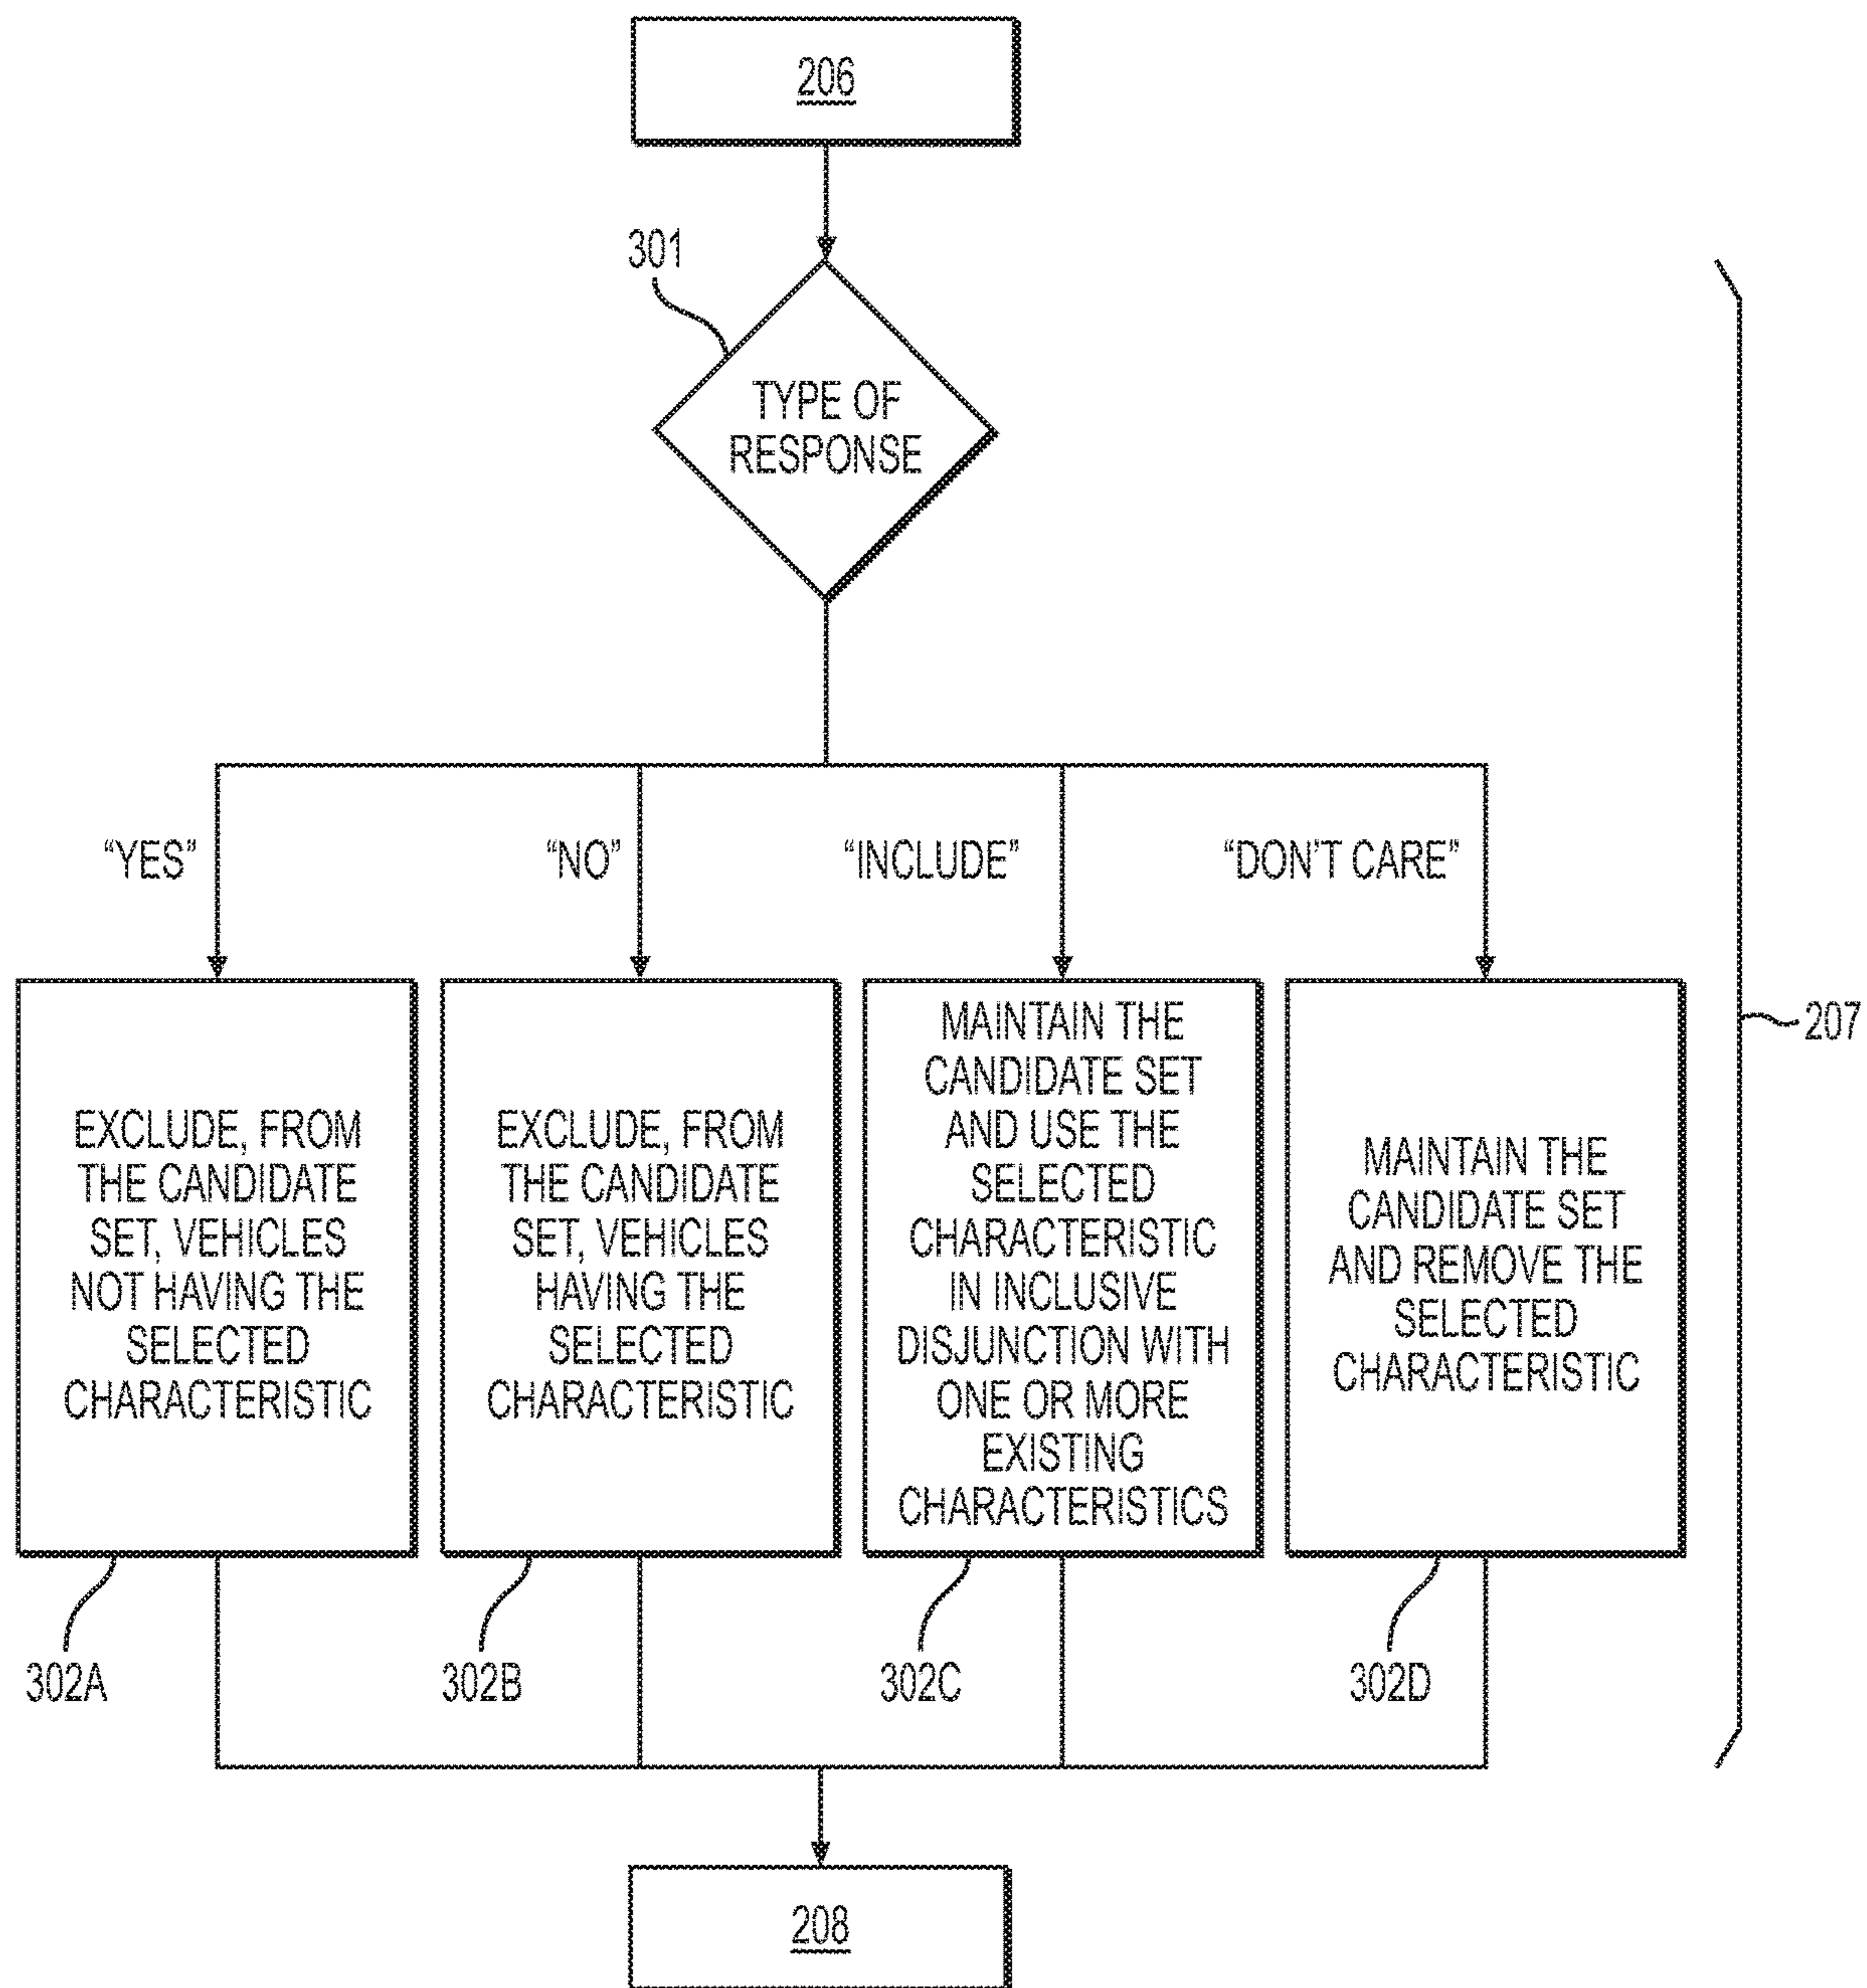 206
301
TYPE OF
RESPONSE
“YES”
“NO”
“INCLUDE”
“DON'T CARE”
EXCLUDE, FROM
THE CANDIDATE
SET, VEHICLES
NOT HAVING THE
SELECTED
CHARACTERISTIC
EXCLUDE, FROM
THE CANDIDATE
SET, VEHICLES
HAVING THE
SELECTED
CHARACTERISTIC
MAINTAIN THE
CANDIDATE SET
AND USE THE
SELECTED
CHARACTERISTIC
IN INCLUSIVE
DISJUNCTION WITH
ONE OR MORE
EXISTING
CHARACTERISTICS
MAINTAIN THE
CANDIDATE SET
AND REMOVE THE
SELECTED
CHARACTERISTIC
207
302A
302B
302C
302D
208